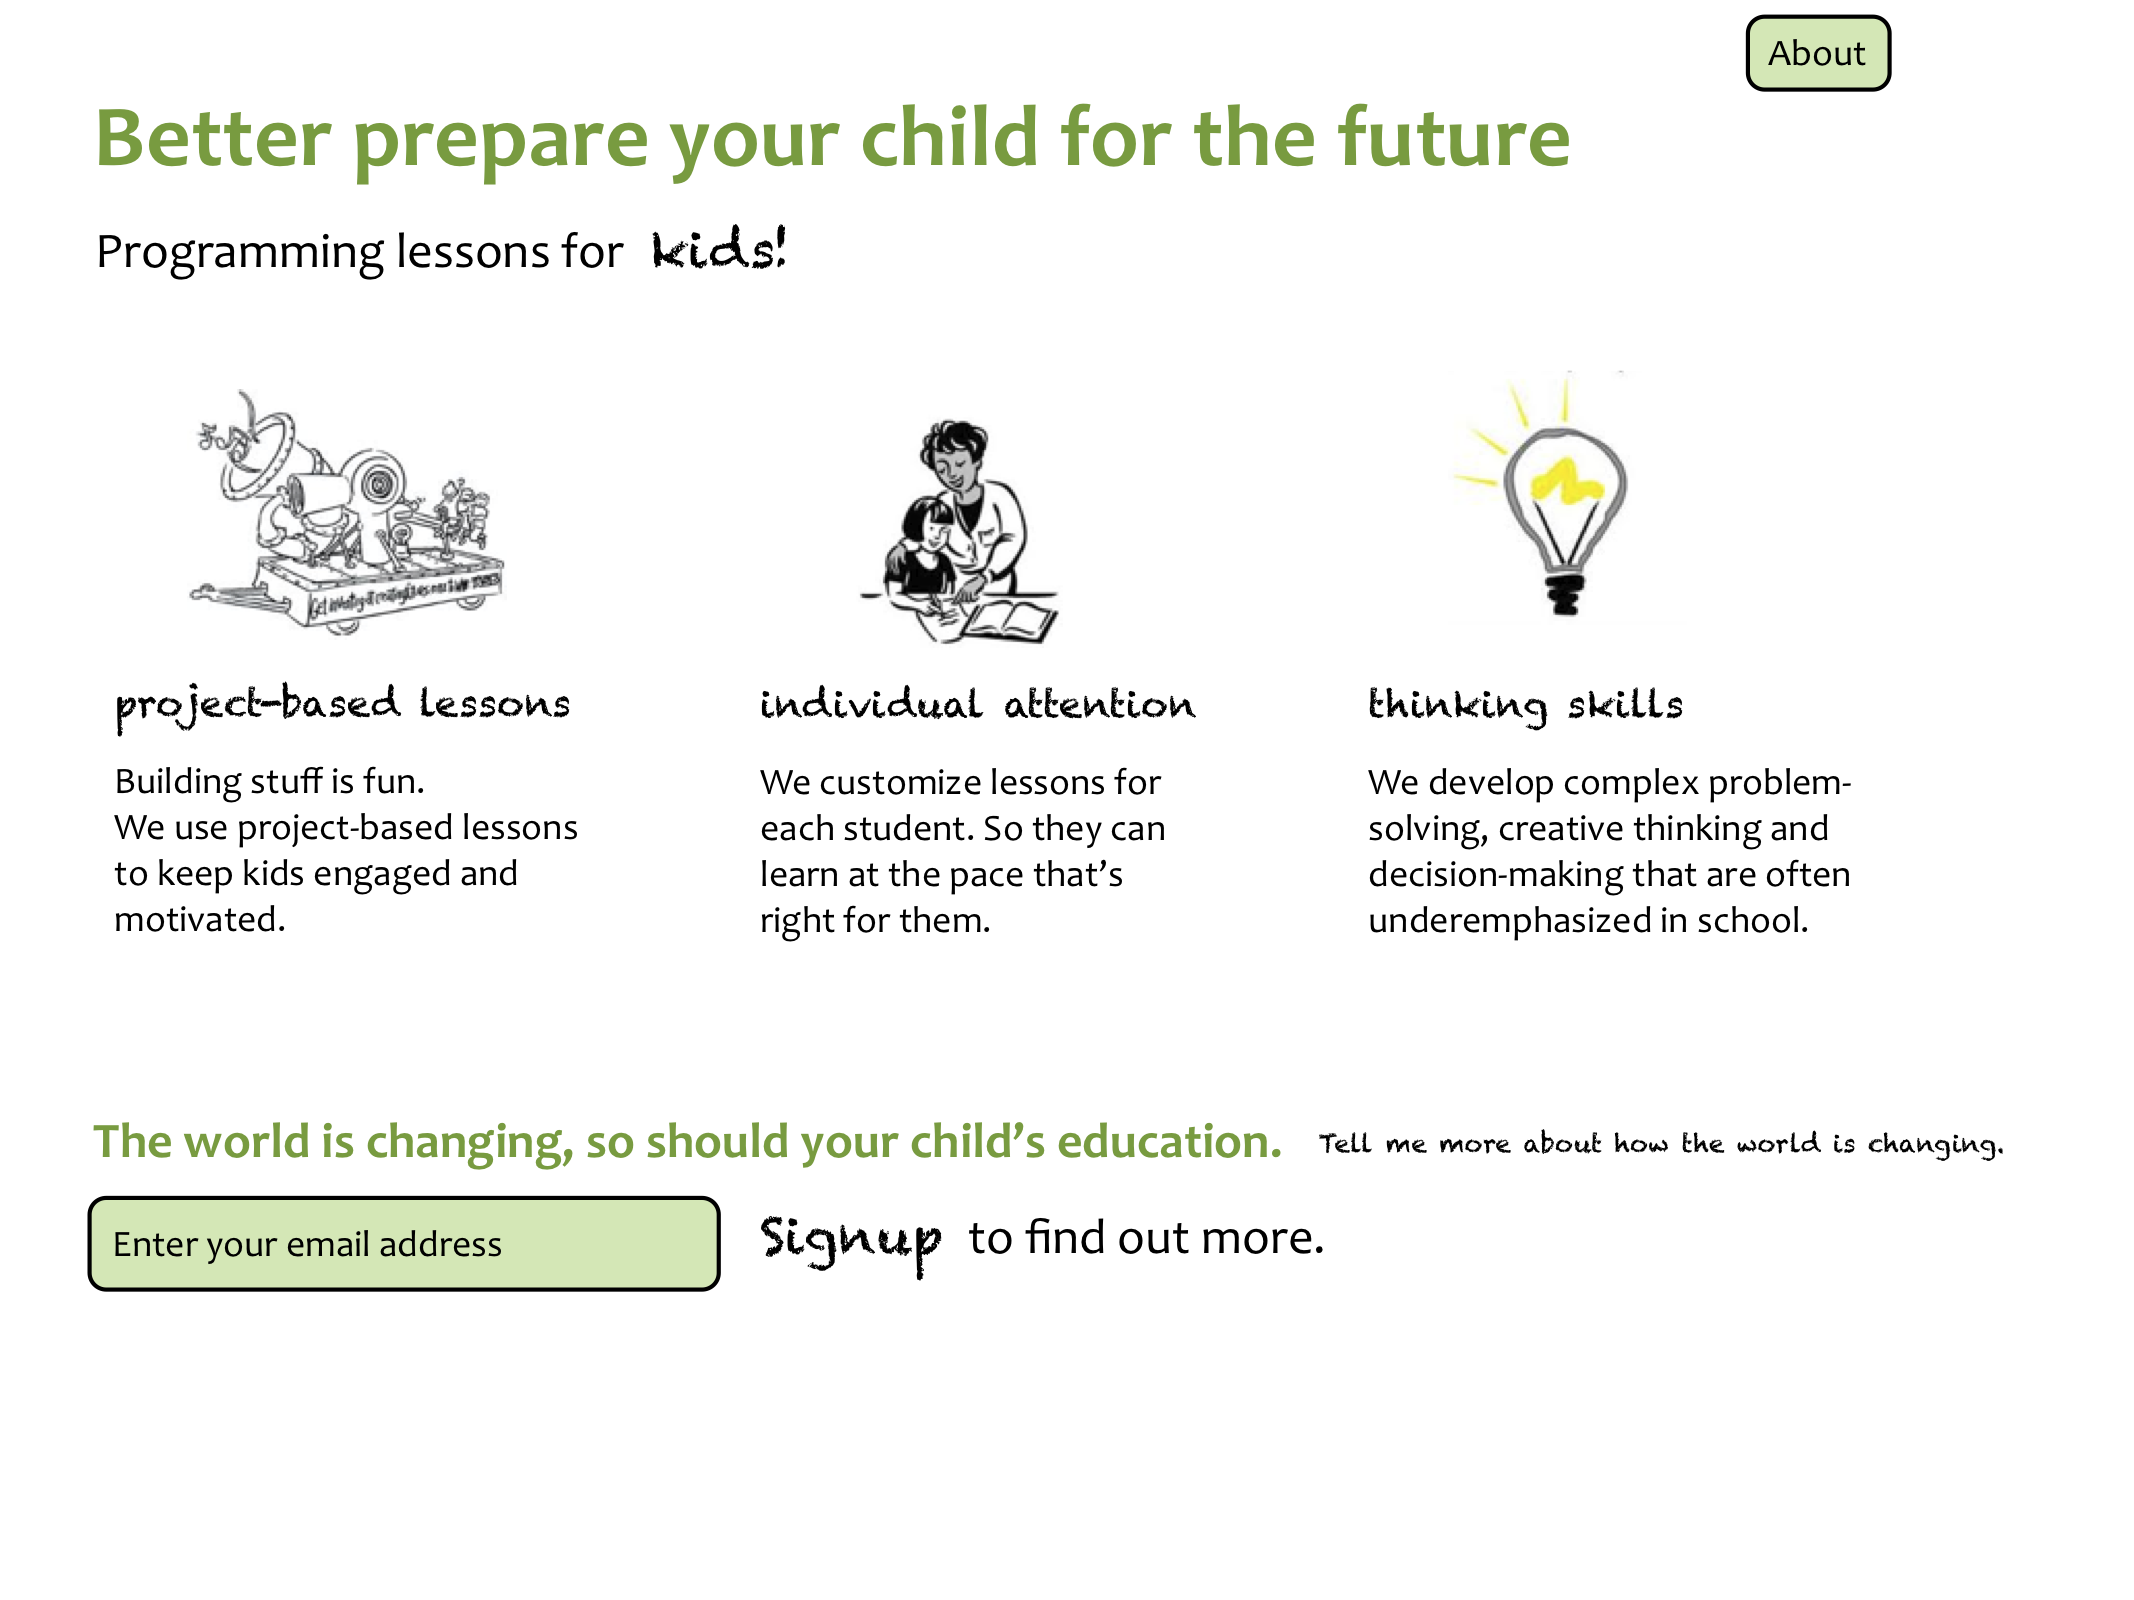 About
Better prepare your child for the future
Programming lessons for kids!
project-based lessons
Building stuff is fun.
We use project-based lessons
to keep kids engaged and
motivated.
individual attention
We customize lessons for
each student. So they can
learn at the pace that’s
right for them.
thinking skills
We develop complex problem-
solving, creative thinking and
decision-making that are often
underemphasized in school.
The world is changing, so should your child’s education. Tell me more about how the world is changing.
Enter your email address
Signup to find out more.